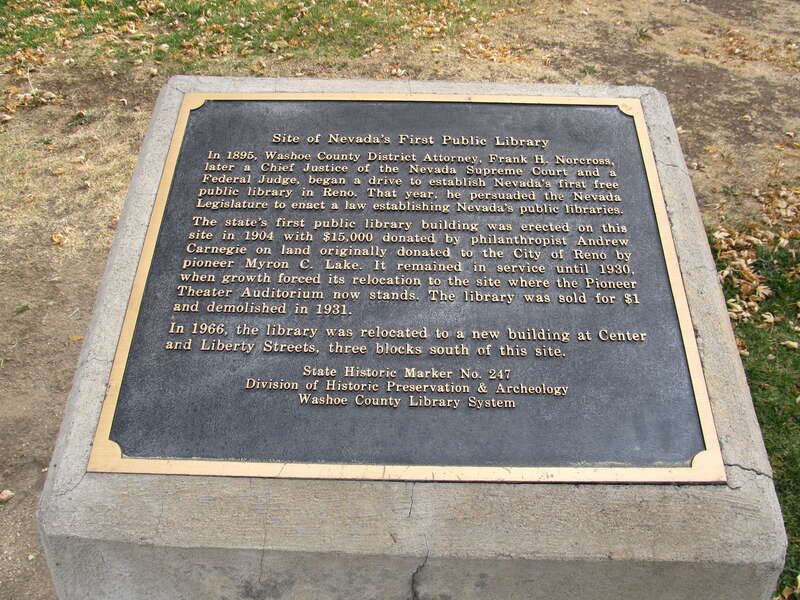 Site of Nevada's First Public Library
In 1895, Washoe County District Attorney, Frank H. Norcross,
later a Chief Justice of the Nevada Supreme Court and a
Federal Judge, began a drive to establish Nevada's first free
public library in Reno. That year, he persuaded the Nevada
Legislature to enact a law establishing Nevada's public libraries.
The state's first public library building was erected on this
site in 1904 with $15,000 donated by philanthropist Andrew
Carnegie on land originally donated to the City of Reno by
pioneer Myron C. Lake. It remained in service until 1930,
when growth forced its relocation to the site where the Pioneer
Theater Auditorium now stands. The library was sold for $1
and demolished in 1931.
In 1966, the library was relocated to a new building at Center
and Liberty Streets, three blocks south of this site.
State Historic Marker No. 247
Division of Historic Preservation & Archeology
Washoe County Library System